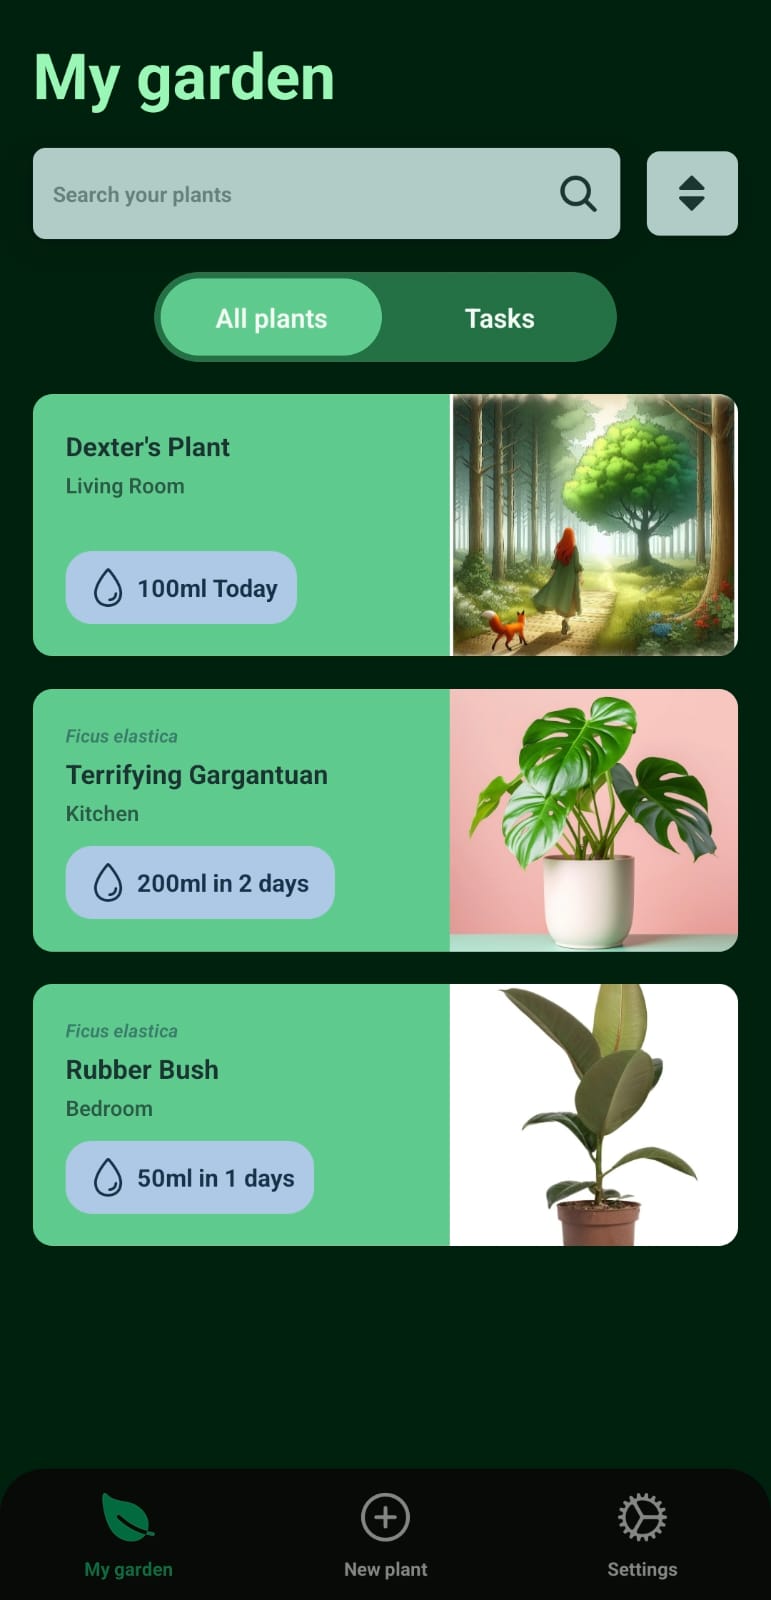 My garden
Search your plants
All plants
Tasks
Dexter's Plant
Living Room
100ml Today
Ficus elastica
Terrifying Gargantuan
Kitchen
200ml in 2 days
Ficus elastica
Rubber Bush
Bedroom
50ml in 1 days
My garden
New plant
Settings